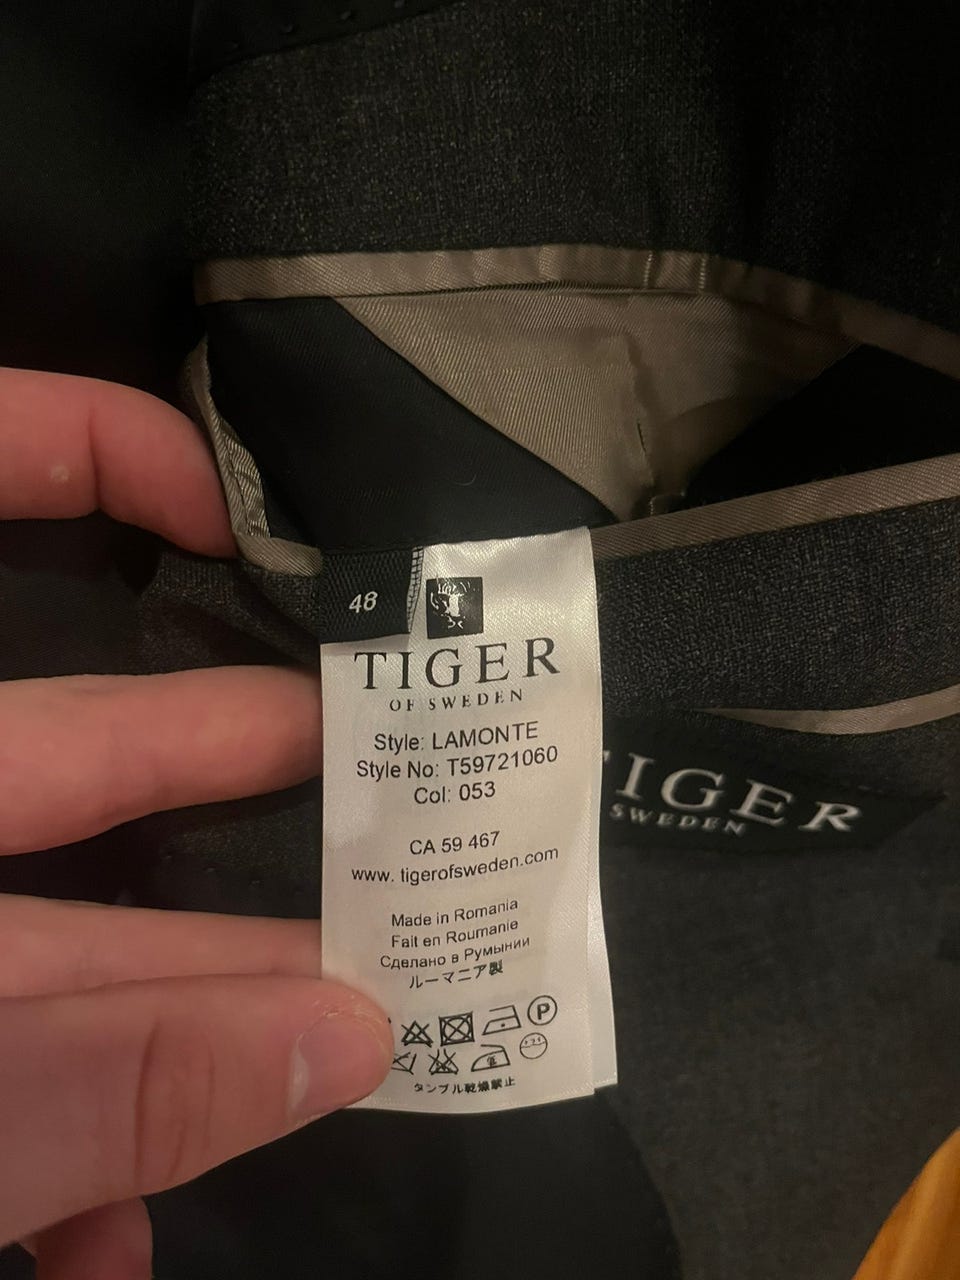 48
TIGER
OF SWEDEN
Style: LAMONTE
Style No: T59721060
Col: 053
CA 59 467
www. tigerofsweden.com
Made in Romania
Fait en Roumanie
Сделано в Румынии
ルーマニア製
P
タンブル乾燥禁止
TIGER
SWEDEN